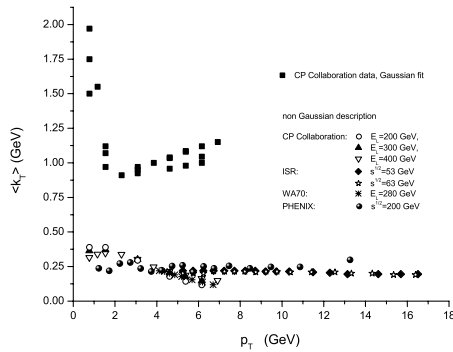 2.00
1.75
1.50
1.25
1.00
0.75
0.50
0.25
0.00
<k_T> (GeV)
CP Collaboration data, Gaussian fit
non Gaussian description
CP Collaboration: E_L=200 GeV,
E_L=300 GeV,
E_L=400 GeV
ISR: s^1/2=53 GeV
s^1/2=63 GeV
WA70: E_L=280 GeV
PHENIX: s^1/2=200 GeV
0 2 4 6 8 10 12 14 16
p_T (GeV)